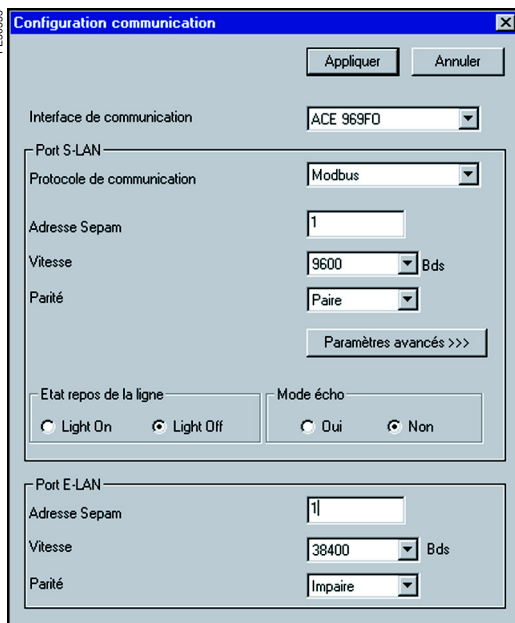 Configuration communication
Appliquer Annuler
Interface de communication ACE 969FO
Port S-LAN
Protocole de communication Modbus
Adresse Sepam 1
Vitesse 9600 Bds
Parité Paire
Paramètres avancés >>>
Etat repos de la ligne Mode écho
Light On Light Off Oui Non
Port E-LAN
Adresse Sepam 1
Vitesse 38400 Bds
Parité Impaire